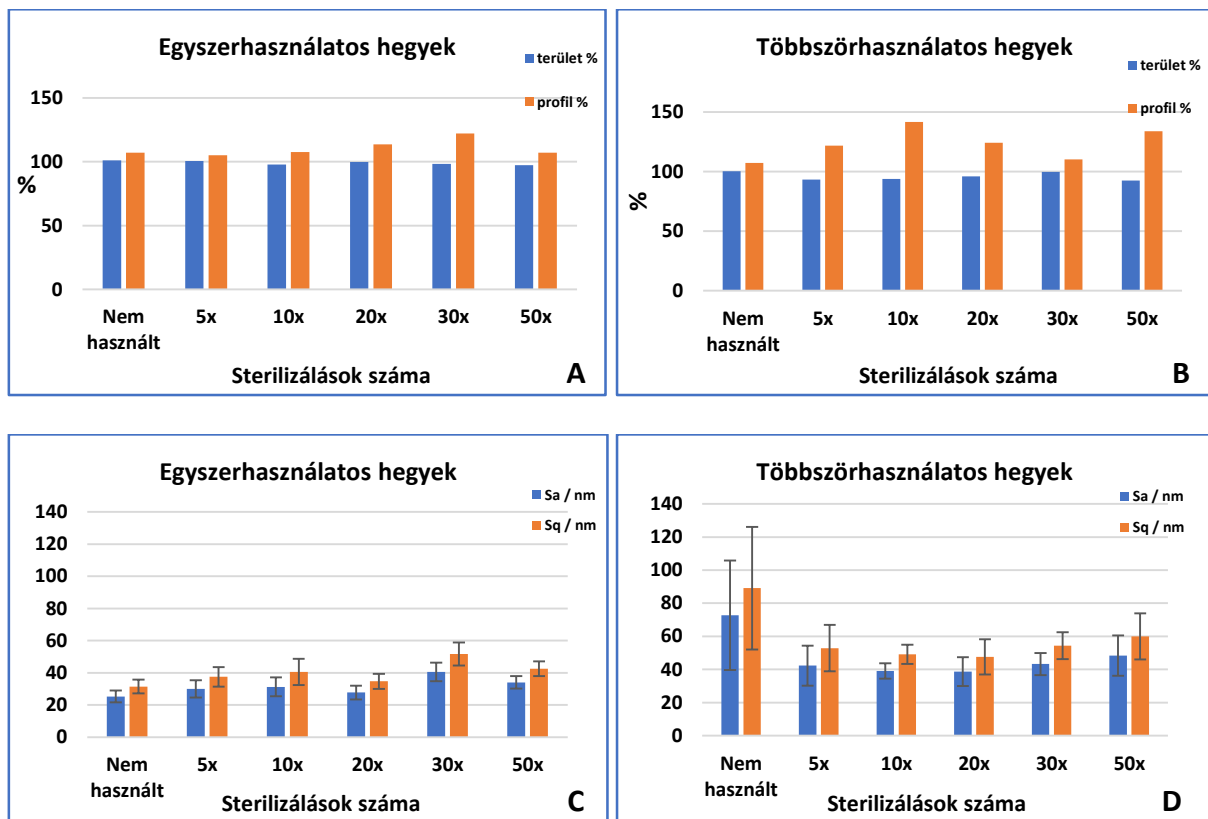 Egyszerhasználatos hegyek
terület %
profil %
150
100
50
0
%
Nem
használt
5x
10x
20x
30x
50x
Sterilizálások száma
A
Többszörhasználatos hegyek
terület %
profil %
150
100
50
0
%
Nem
használt
5x
10x
20x
30x
50x
Sterilizálások száma
B
Egyszerhasználatos hegyek
Sa / nm
Sq / nm
140
120
100
80
60
40
20
0
Nem
használt
5x
10x
20x
30x
50x
Sterilizálások száma
C
Többszörhasználatos hegyek
Sa / nm
Sq / nm
140
120
100
80
60
40
20
0
Nem
használt
5x
10x
20x
30x
50x
Sterilizálások száma
D